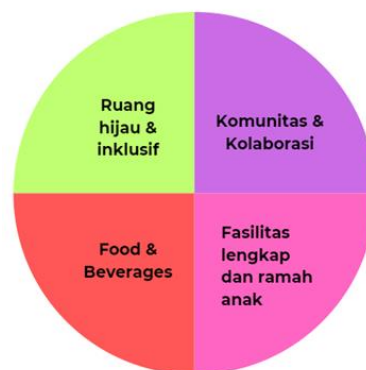 Ruang
hijau &
inklusif
Komunitas &
Kolaborasi
Food &
Beverages
Fasilitas
lengkap
dan ramah
anak